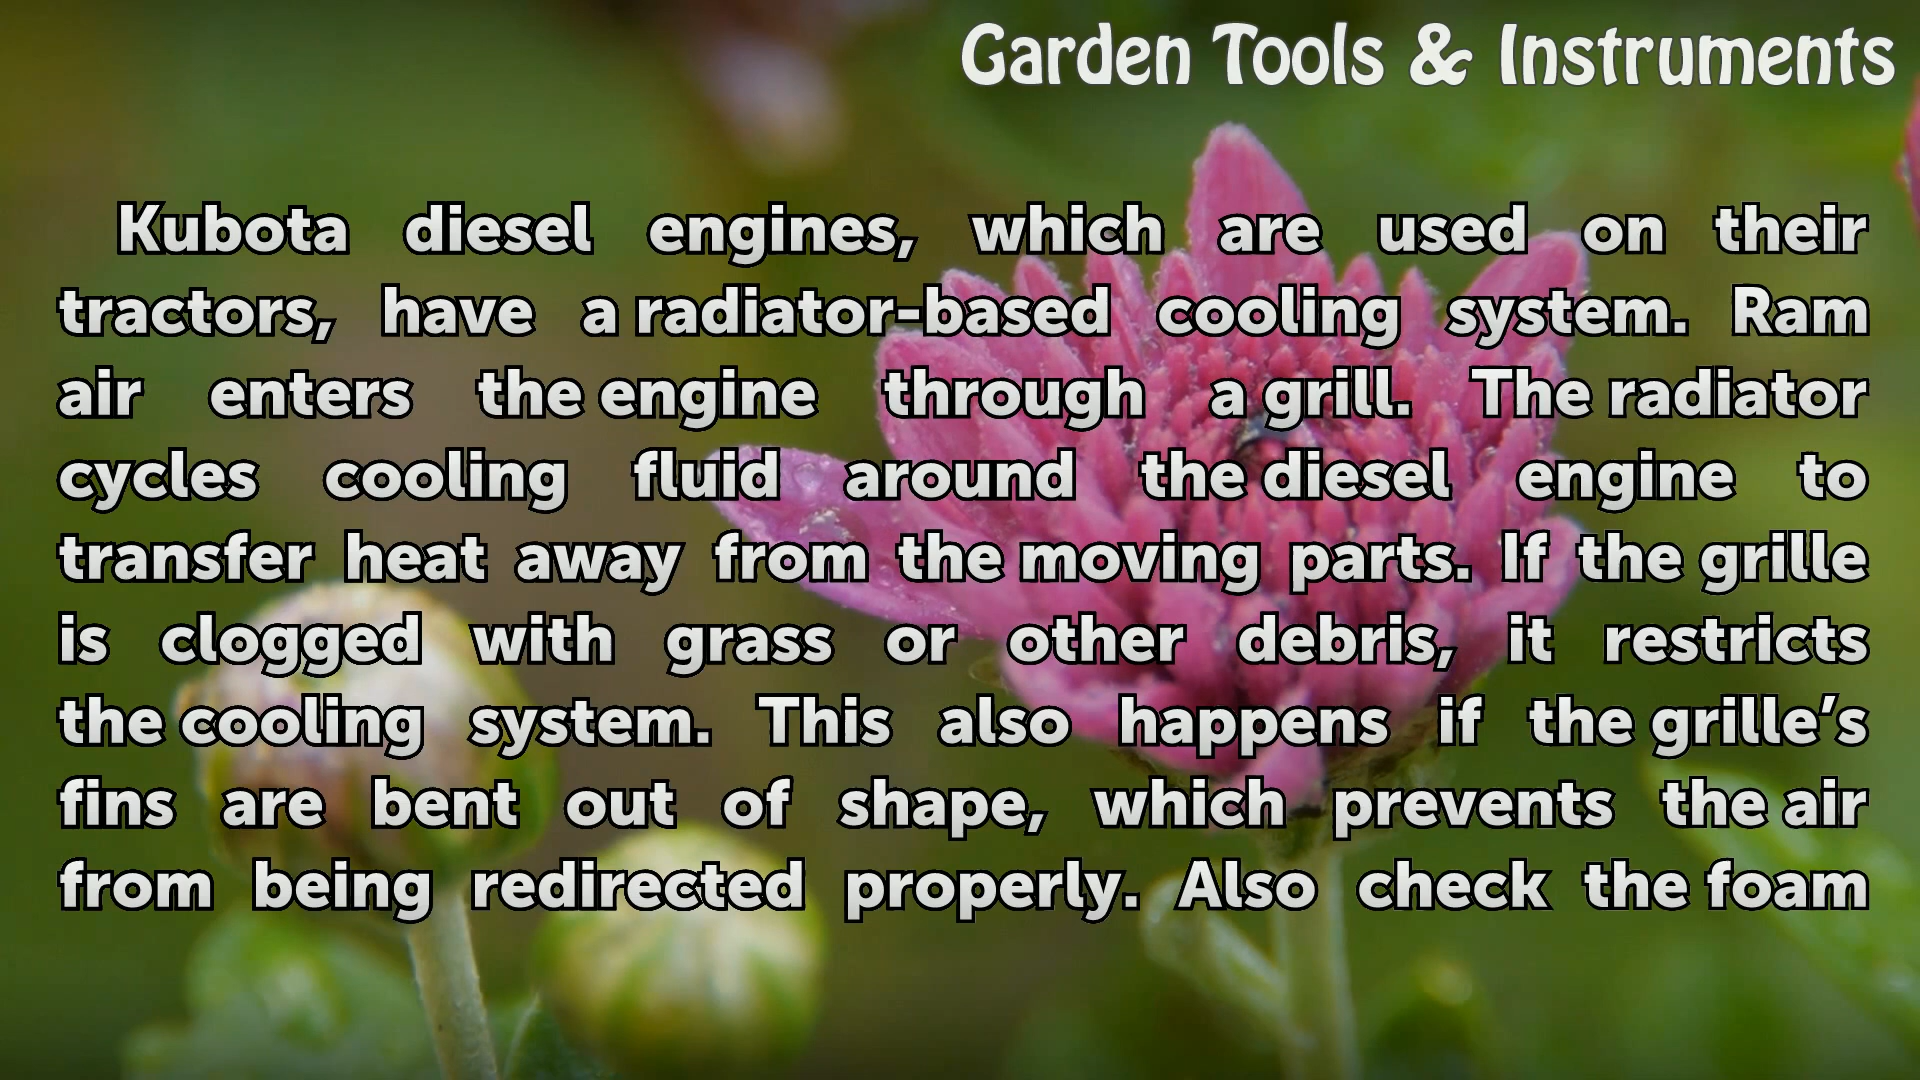 Garden Tools & Instruments
Kubota diesel engines, which are used on their
tractors, have a radiator-based cooling system. Ram
air enters the engine through a grill. The radiator
cycles cooling fluid around the diesel engine to
transfer heat away from the moving parts. If the grille
is clogged with grass or other debris, it restricts
the cooling system. This also happens if the grille’s
fins are bent out of shape, which prevents the air
from being redirected properly. Also check the foam